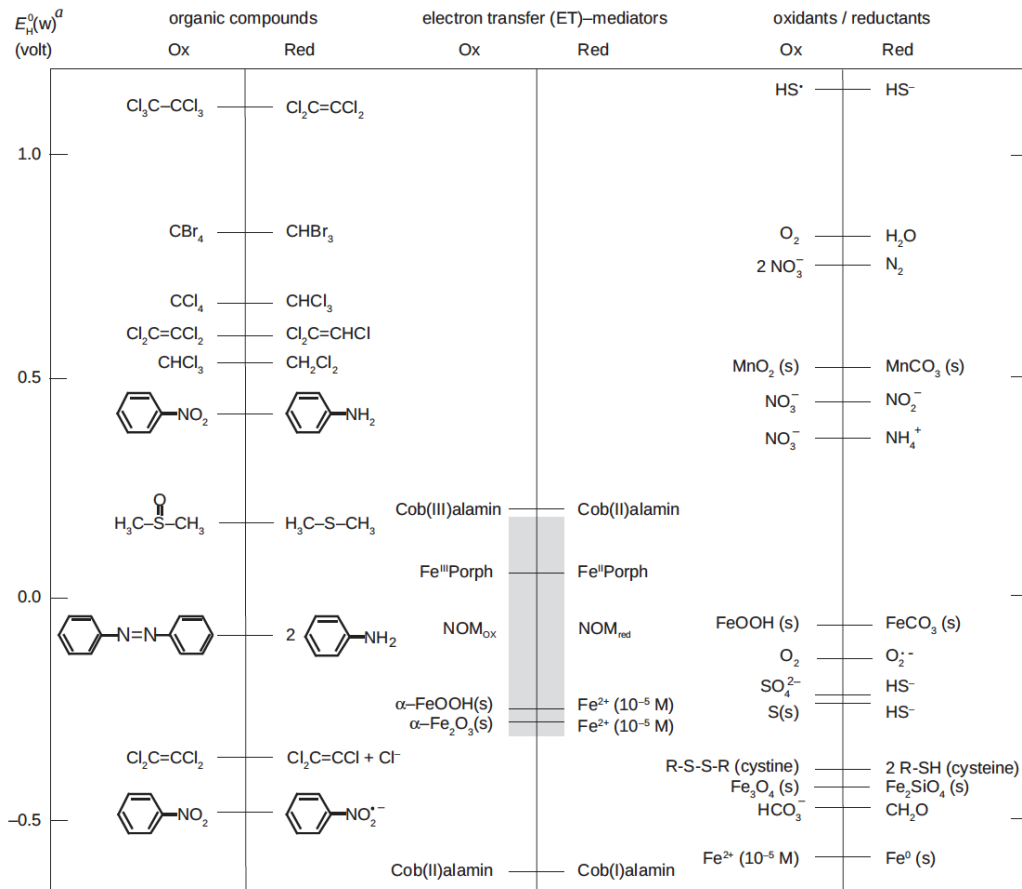 E⁰H(w)ᵃ organic compounds electron transfer (ET)–mediators oxidants / reductants
(volt) Ox Red Ox Red Ox Red
HS• HS⁻
Cl₃C–CCl₃ Cl₂C=CCl₂
1.0
CBr₄ CHBr₃
O₂ H₂O
2 NO₃⁻ N₂
CCl₄ CHCl₃
Cl₂C=CCl₂ Cl₂C=CHCl
CHCl₃ CH₂Cl₂
MnO₂ (s) MnCO₃ (s)
0.5
NO₃⁻ NO₂⁻
NO₂ NH₂
NO₃⁻ NH₄⁺
Cob(III)alamin Cob(II)alamin
O
H₃C–S–CH₃ H₃C–S–CH₃
FeᴵᴵᴵPorph FeᴵᴵPorph
0.0
FeOOH (s) FeCO₃ (s)
N=N 2 NH₂
NOMox NOMred
O₂ O₂•⁻
SO₄²⁻ HS⁻
α–FeOOH(s) Fe²⁺ (10⁻⁵ M)
S(s) HS⁻
α–Fe₂O₃(s) Fe²⁺ (10⁻⁵ M)
Cl₂C=CCl₂ Cl₂C=CCl + Cl⁻
R-S-S-R (cystine) 2 R-SH (cysteine)
Fe₃O₄ (s) Fe₂SiO₄ (s)
HCO₃⁻ CH₂O
–0.5
NO₂ NO₂•⁻
Fe²⁺ (10⁻⁵ M) Fe⁰ (s)
Cob(II)alamin Cob(I)alamin